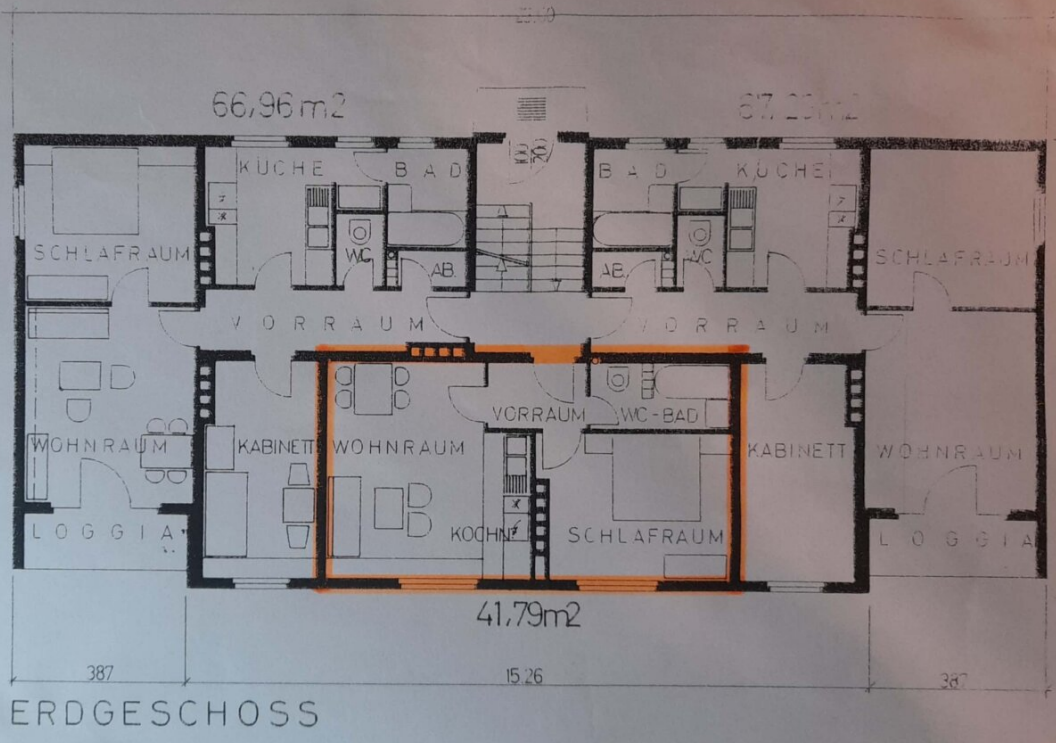 66,96 m2
KÜCHE
BAD
BAD
KÜCHE
SCHLAFRAUM
WC
AB.
AB.
WC
SCHLAFRAUM
VORRAUM
VORRAUM
WOHNRAUM
KABINETT
WOHNRAUM
VORRAUM
WC-BAD
KABINETT
WOHNRAUM
LOGGIA
KOCHN.
SCHLAFRAUM
LOGGIA
41,79m2
387
15.26
387
ERDGESCHOSS